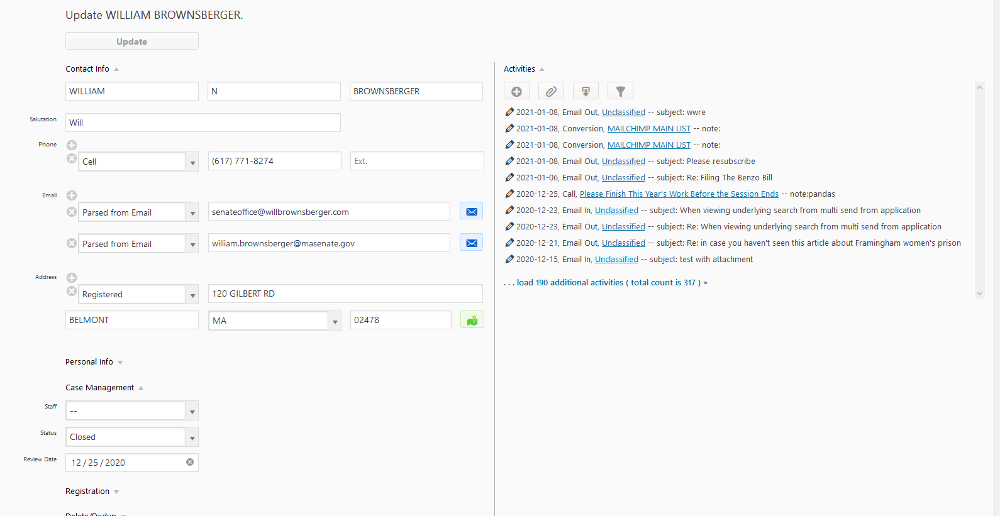 Update WILLIAM BROWNSBERGER.
Update
Contact Info
WILLIAM N BROWNSBERGER
Salutation Will
Phone
Cell (617) 771-8274 Ext.
Email
Parsed from Email senateoffice@willbrownsberger.com
Parsed from Email william.brownsberger@masenate.gov
Address
Registered 120 GILBERT RD
BELMONT MA 02478
Personal Info
Case Management
Staff --
Status Closed
Review Date 12 / 25 / 2020
Registration
Delete/Dedup
Activities
2021-01-08, Email Out, Unclassified -- subject: wwre
2021-01-08, Conversion, MAILCHIMP MAIN LIST -- note:
2021-01-08, Conversion, MAILCHIMP MAIN LIST -- note:
2021-01-08, Email Out, Unclassified -- subject: Please resubscribe
2021-01-06, Email Out, Unclassified -- subject: Re: Filing The Benzo Bill
2020-12-25, Call, Please Finish This Year's Work Before the Session Ends -- note:pandas
2020-12-23, Email In, Unclassified -- subject: When viewing underlying search from multi send from application
2020-12-23, Email Out, Unclassified -- subject: Re: When viewing underlying search from multi send from application
2020-12-21, Email Out, Unclassified -- subject: Re: in case you haven't seen this article about Framingham women's prison
2020-12-15, Email In, Unclassified -- subject: test with attachment
. . . load 190 additional activities ( total count is 317 ) »